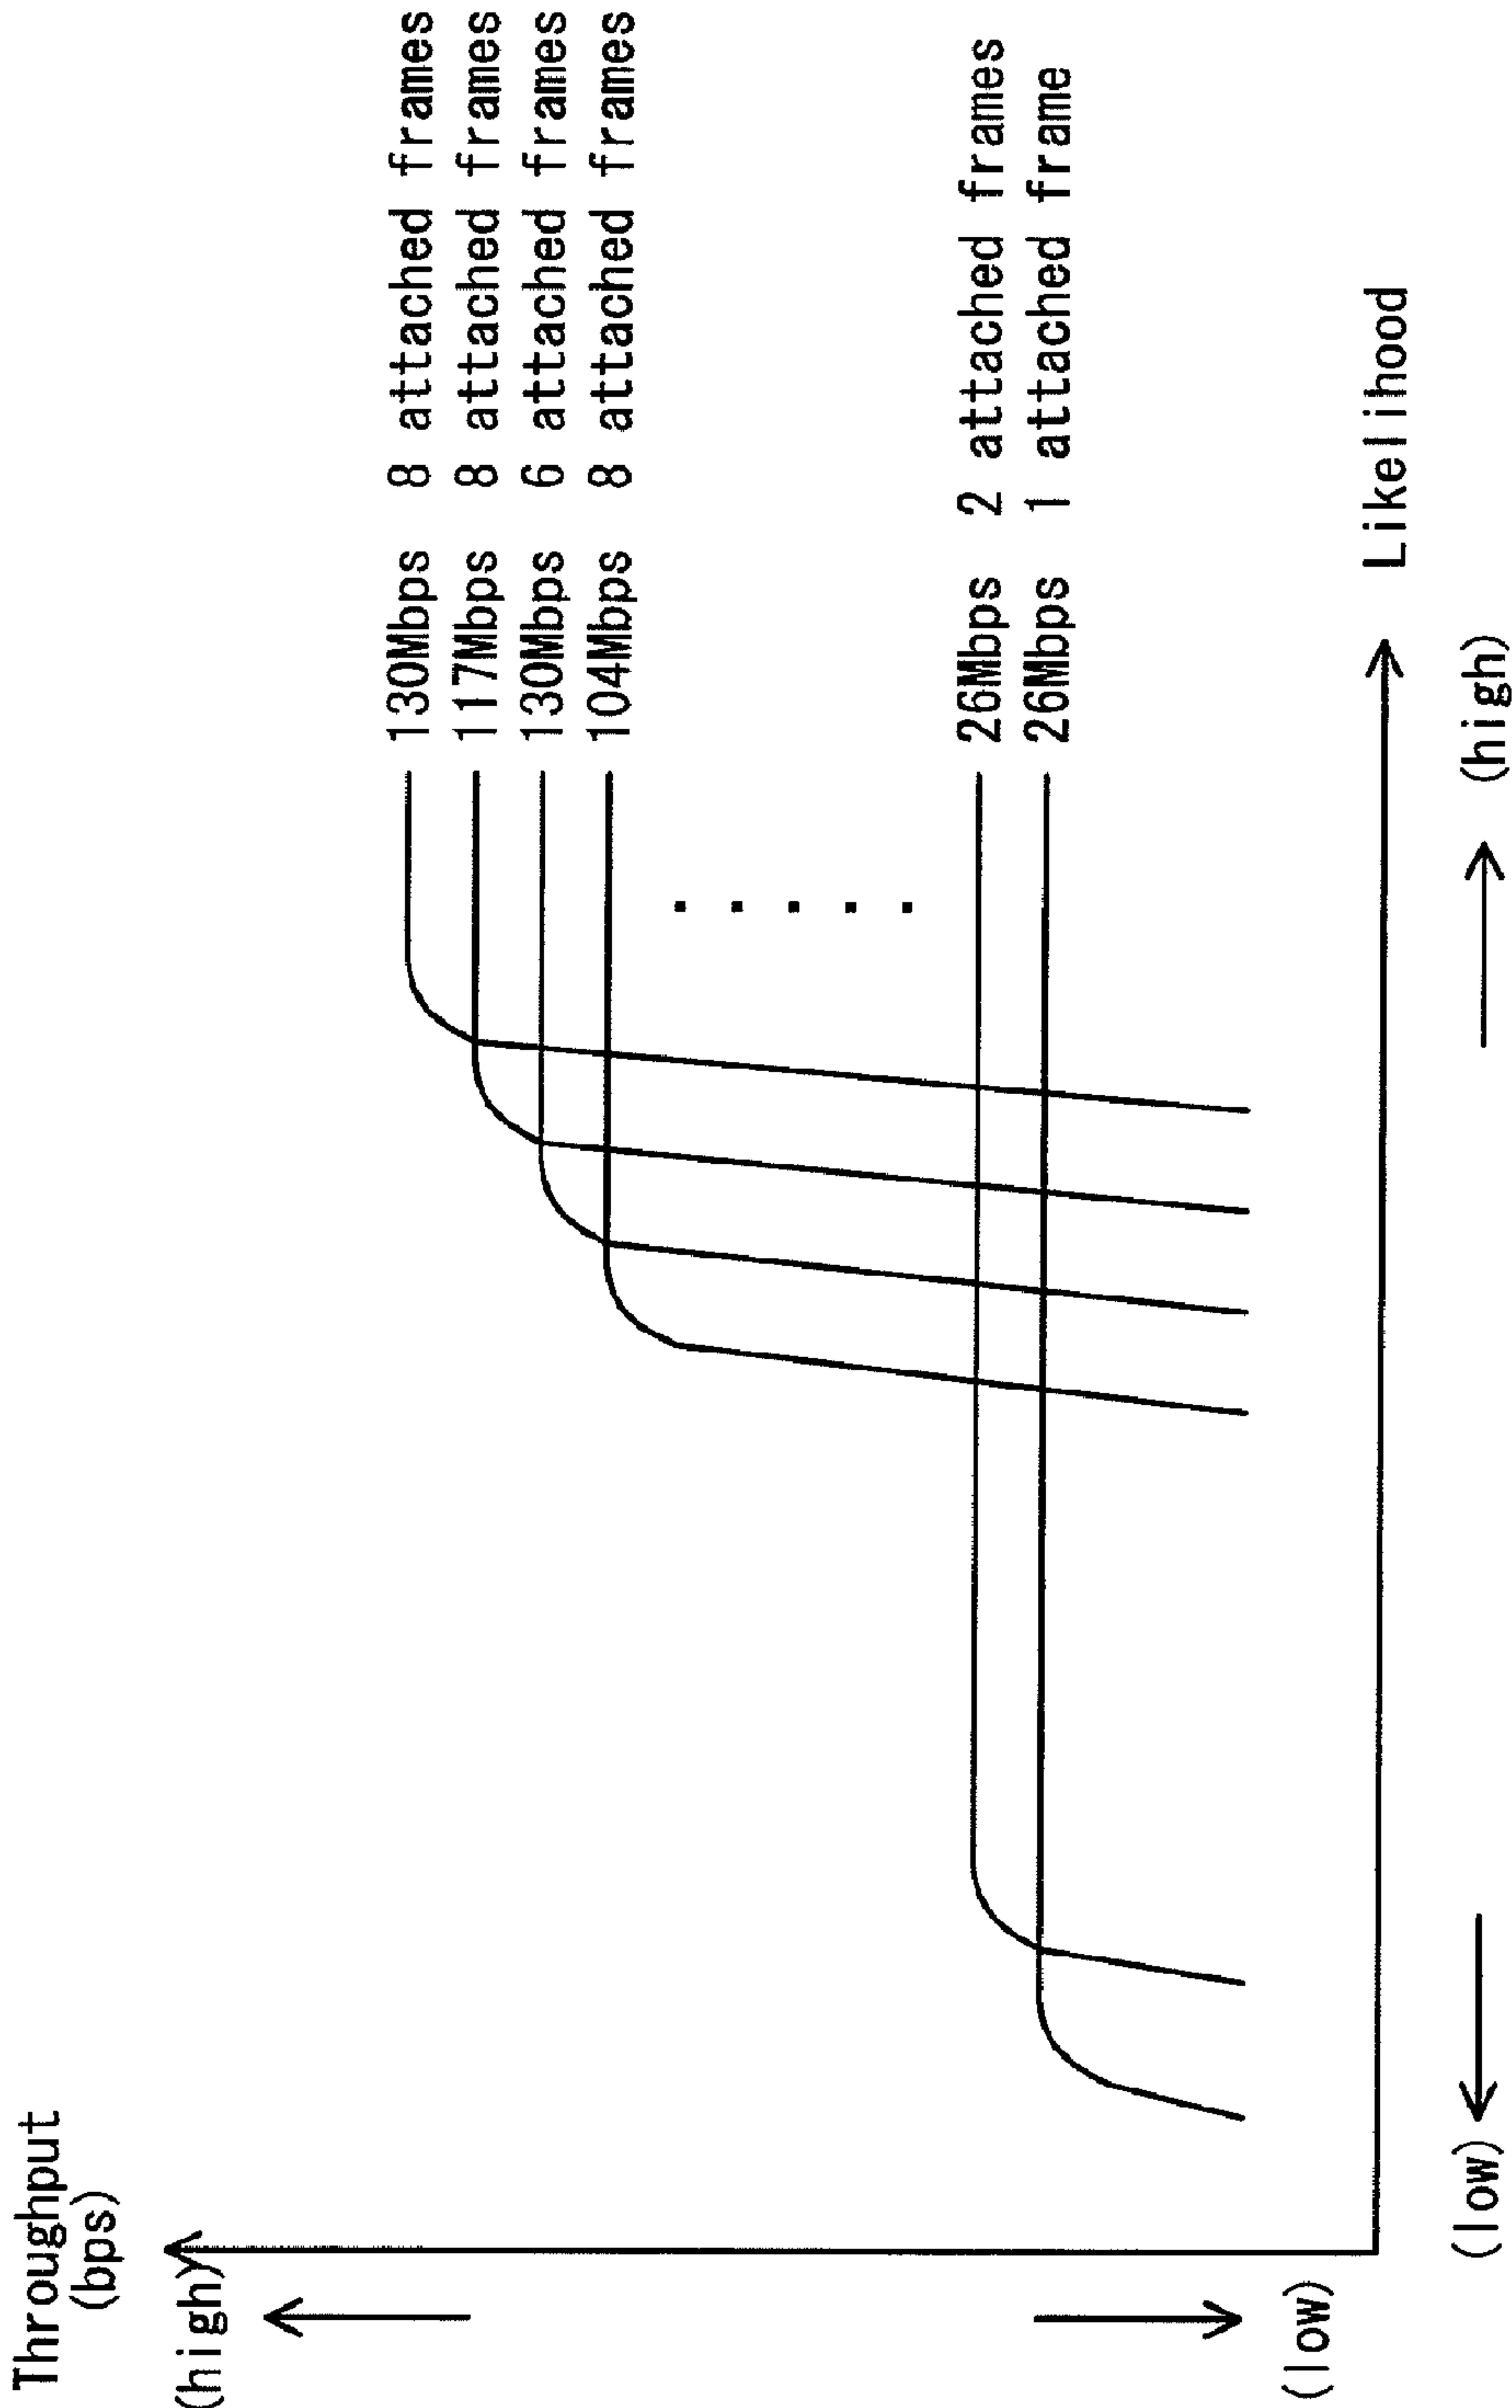 Throughput
(bps)
(high)
(low)
130Mbps 8 attached frames
117Mbps 8 attached frames
130Mbps 6 attached frames
104Mbps 8 attached frames
26Mbps 2 attached frames
26Mbps 1 attached frame
Likelihood
(low)
(high)